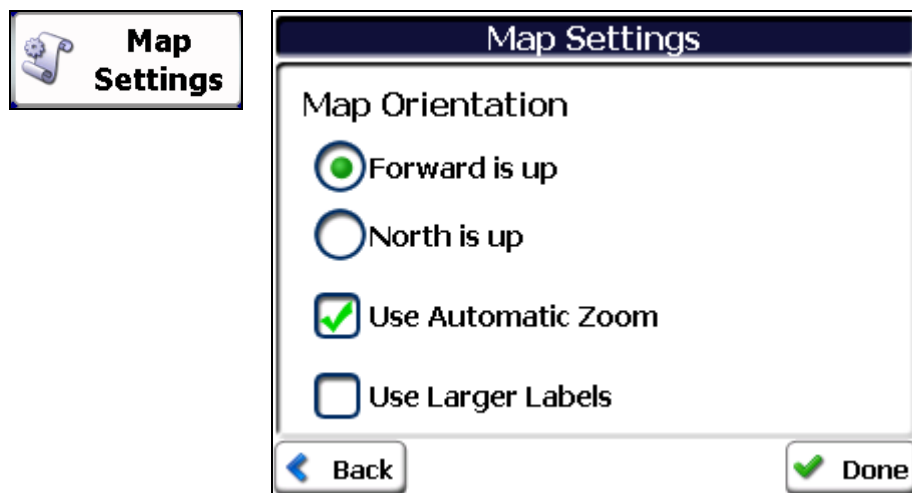 Map
Settings
Map Settings
Map Orientation
Forward is up
North is up
Use Automatic Zoom
Use Larger Labels
Back
Done